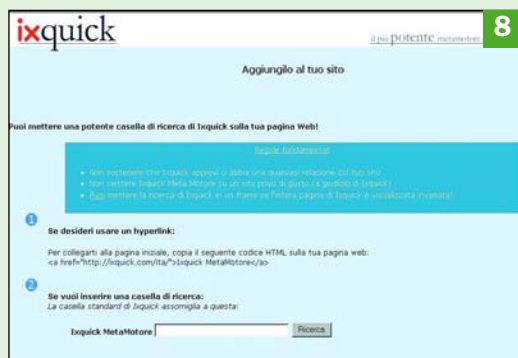 ixquick
il più potente metamotore
8
Aggiungilo al tuo sito
Puoi mettere una potente casella di ricerca di Ixquick sulla tua pagina Web!
Regole fondamentali
• Non sostenere che Ixquick approvi o abbia una qualsiasi relazione col tuo sito
• Non mettere Ixquick Meta Motore su un sito privo di gusto (a giudizio di Ixquick)
• Puoi mettere la ricerca di Ixquick in un frame se l'intera pagina di Ixquick è visualizzata invariata!
1
Se desideri usare un hyperlink:
Per collegarti alla pagina iniziale, copia il seguente codice HTML sulla tua pagina web:
<a href="http://ixquick.com/ita/">Ixquick MetaMotore</a>
2
Se vuoi inserire una casella di ricerca:
La casella standard di Ixquick assomiglia a questa:
Ixquick MetaMotore Ricerca